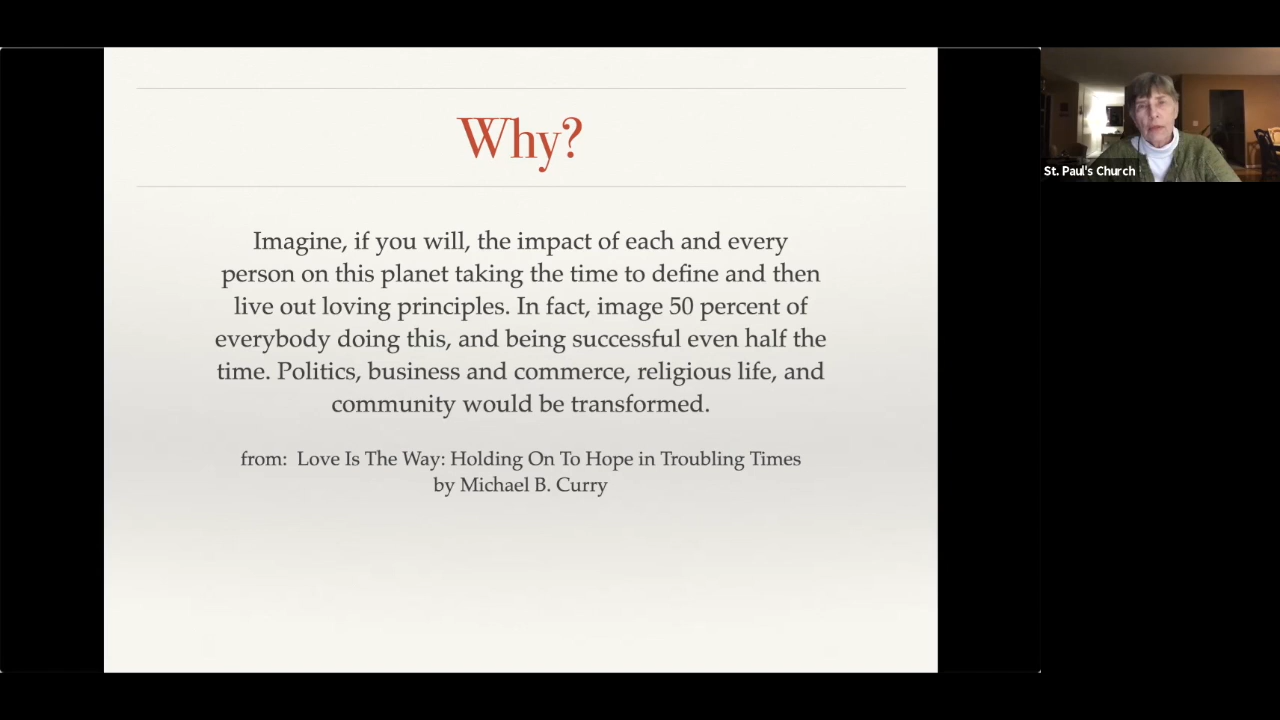 Why?
Imagine, if you will, the impact of each and every
person on this planet taking the time to define and then
live out loving principles. In fact, image 50 percent of
everybody doing this, and being successful even half the
time. Politics, business and commerce, religious life, and
community would be transformed.
from:  Love Is The Way: Holding On To Hope in Troubling Times
by Michael B. Curry
St. Paul's Church